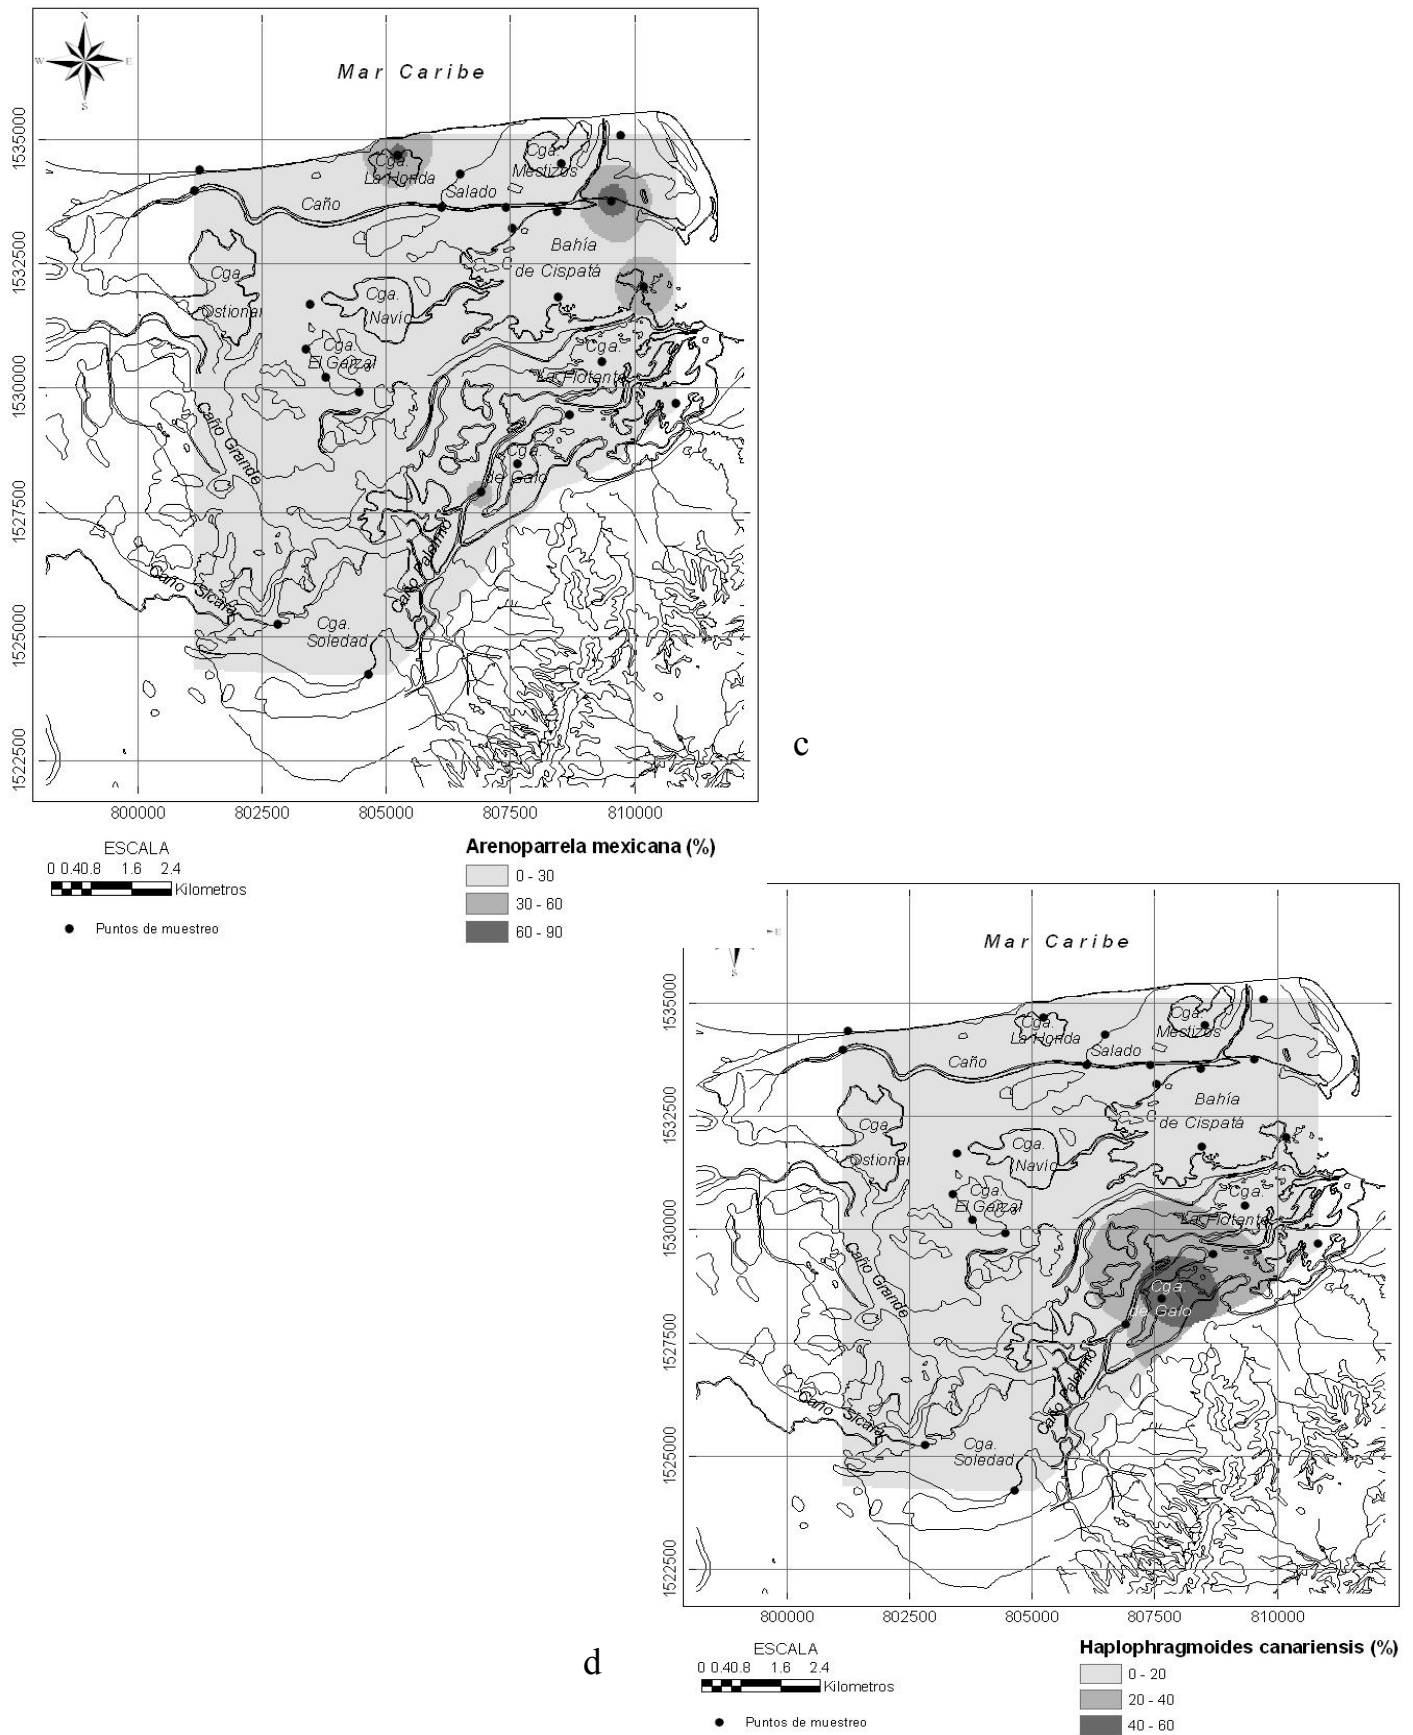 N
W
E
S
Mar Caribe
1535000
1532500
1530000
1527500
1525000
1522500
Cga.
La Honda
Cga.
Mestizos
Caño
Salado
Bahía
de Cispatá
Cga.
Ostional
Cga.
Navío
Cga.
El Garzal
Cga.
La Flotante
Caño Grande
Cga.
de Galo
Caño Palermo
Caño Sicará
Cga.
Soledad
800000 802500 805000 807500 810000
c
ESCALA
0 0.40.8 1.6 2.4
Kilometros
Puntos de muestreo
Arenoparrela mexicana (%)
0 - 30
30 - 60
60 - 90
E
S
Mar Caribe
1535000
1532500
1530000
1527500
1525000
1522500
Cga.
La Honda
Cga.
Mestizos
Caño
Salado
Bahía
de Cispatá
Cga.
Ostional
Cga.
Navío
Cga.
El Garzal
Cga.
La Flotante
Caño Grande
Cga.
de Galo
Caño Palermo
Caño Sicará
Cga.
Soledad
800000 802500 805000 807500 810000
d
ESCALA
0 0.40.8 1.6 2.4
Kilometros
Puntos de muestreo
Haplophragmoides canariensis (%)
0 - 20
20 - 40
40 - 60